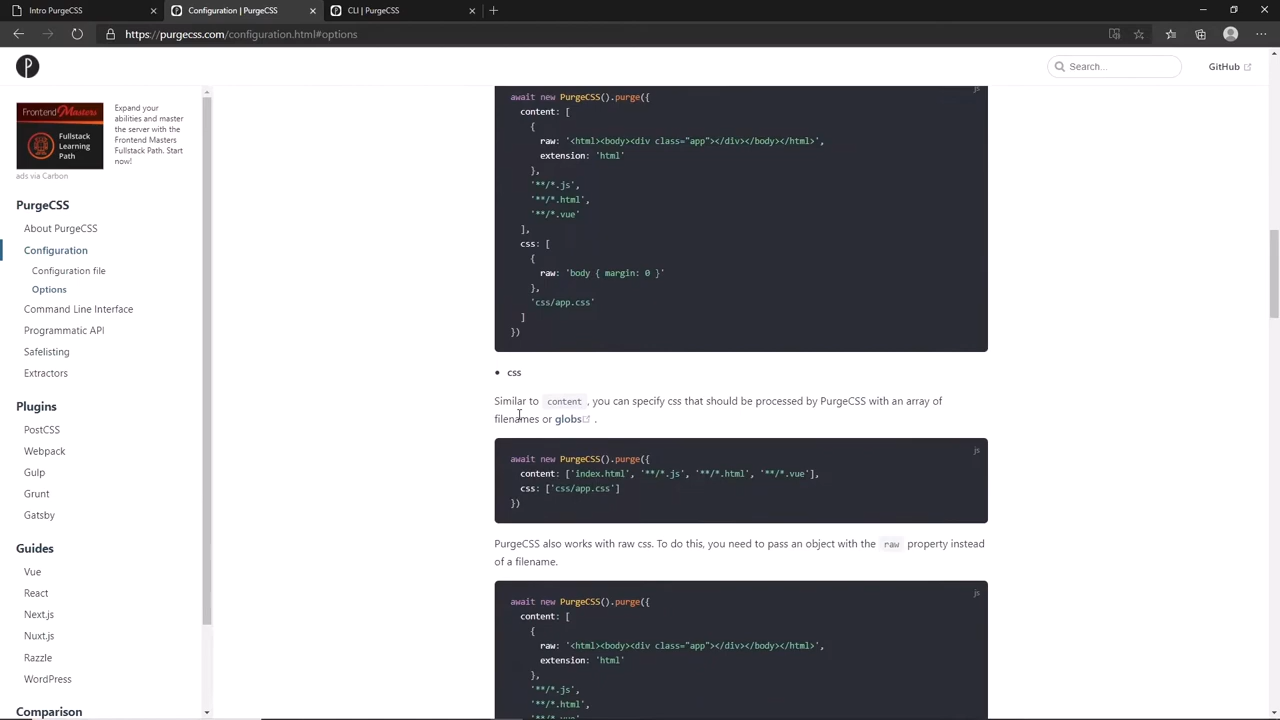 Intro PurgeCSS
Configuration | PurgeCSS
CLI | PurgeCSS
https://purgecss.com/configuration.html#options
Search...
GitHub
Frontend Masters
Fullstack
Learning
Path
Expand your
abilities and master
the server with the
Frontend Masters
Fullstack Path. Start
now!
ads via Carbon
PurgeCSS
About PurgeCSS
Configuration
Configuration file
Options
Command Line Interface
Programmatic API
Safelisting
Extractors
Plugins
PostCSS
Webpack
Gulp
Grunt
Gatsby
Guides
Vue
React
Next.js
Nuxt.js
Razzle
WordPress
Comparison
js
await new PurgeCSS().purge({
content: [
{
raw: '<html><body><div class="app"></div></body></html>',
extension: 'html'
},
'**/*.js',
'**/*.html',
'**/*.vue'
],
css: [
{
raw: 'body { margin: 0 }'
},
'css/app.css'
]
})
• css
Similar to content, you can specify css that should be processed by PurgeCSS with an array of
filenames or globs .
js
await new PurgeCSS().purge({
content: ['index.html', '**/*.js', '**/*.html', '**/*.vue'],
css: ['css/app.css']
})
PurgeCSS also works with raw css. To do this, you need to pass an object with the raw property instead
of a filename.
js
await new PurgeCSS().purge({
content: [
{
raw: '<html><body><div class="app"></div></body></html>',
extension: 'html'
},
'**/*.js',
'**/*.html',
'**/*.vue'